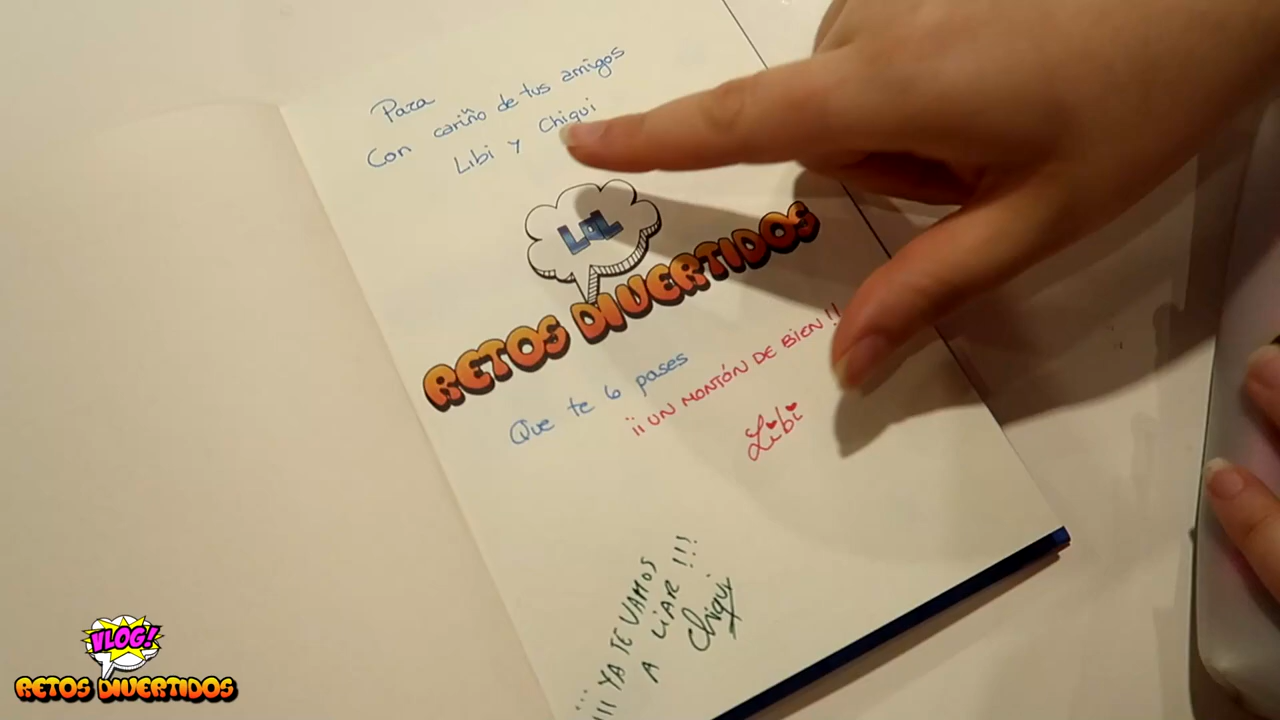 Para
Con cariño de tus amigos
Libi y Chiqui
LOL
RETOS DIVERTIDOS
Que te 6 pases
¡¡UN MONTÓN DE BIEN!!
Libi
¡¡¡YA TE VAMOS
A LIAR!!!
Chiqui
VLOG!
RETOS DIVERTIDOS